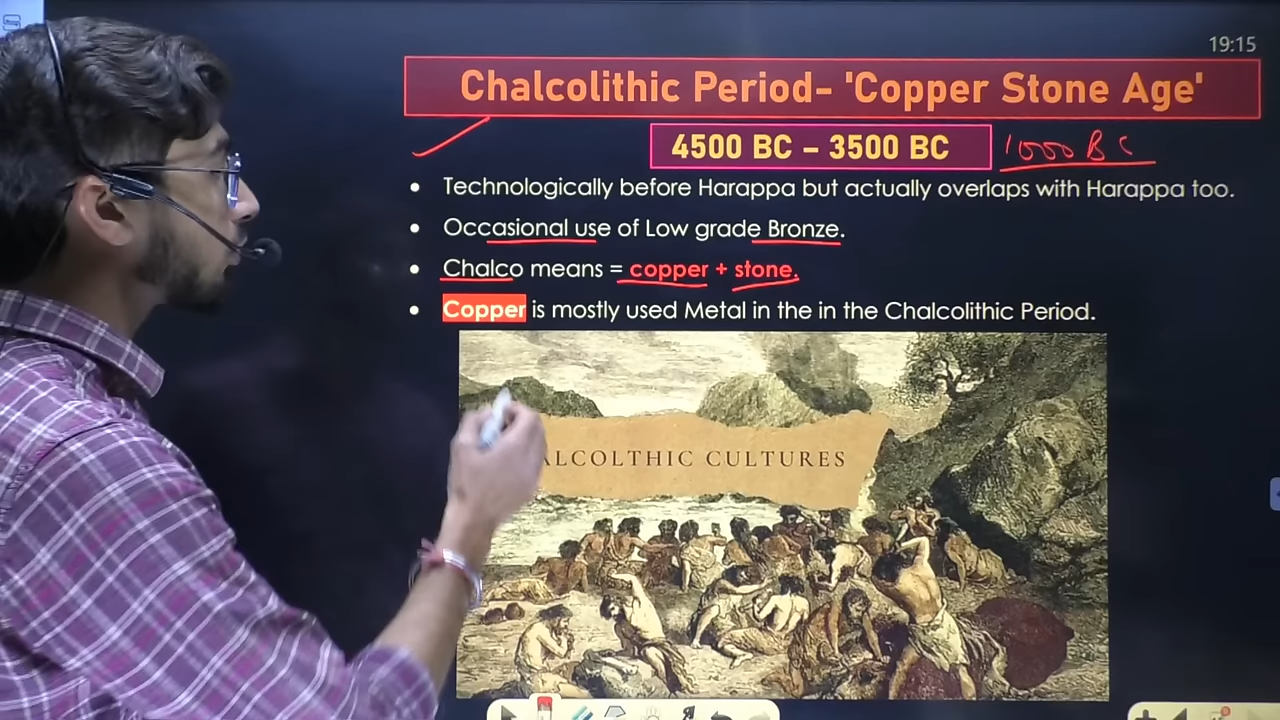 19:15
Chalcolithic Period- 'Copper Stone Age'
4500 BC – 3500 BC 1000 BC
• Technologically before Harappa but actually overlaps with Harappa too.
• Occasional use of Low grade Bronze.
• Chalco means = copper + stone.
• Copper is mostly used Metal in the in the Chalcolithic Period.
ALCOLTHIC CULTURES